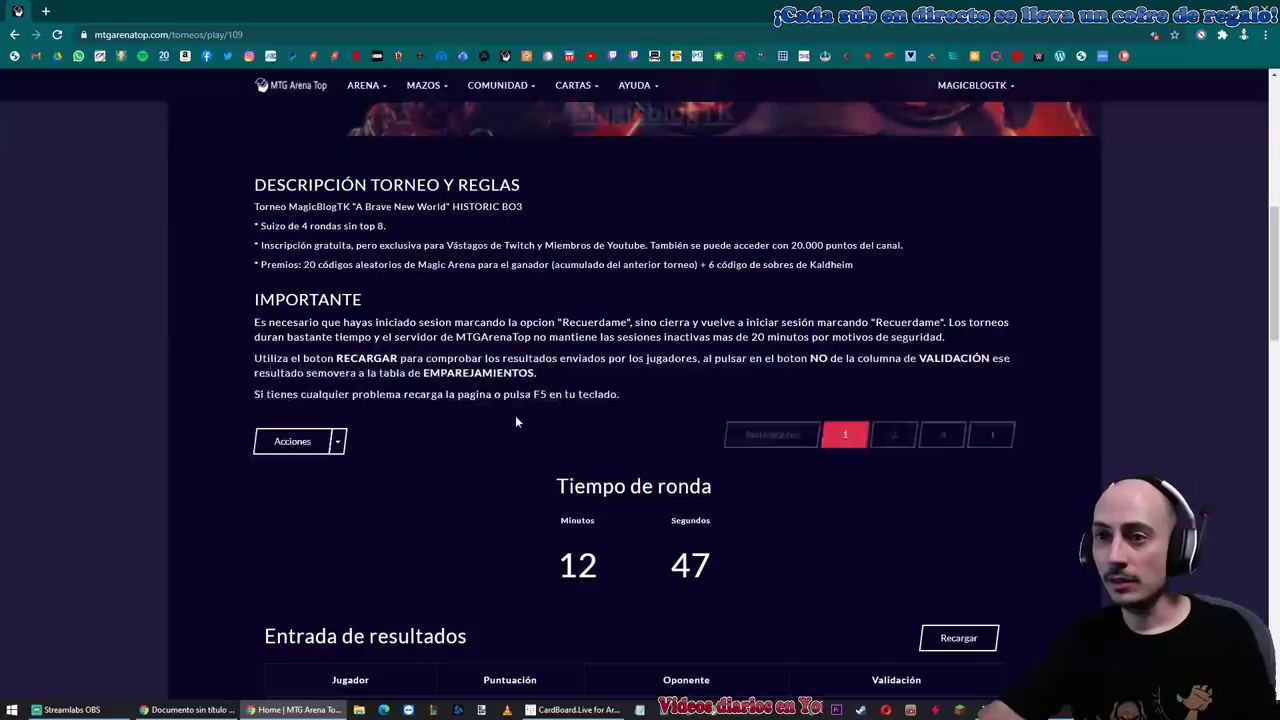 ¡Cada sub en directo se lleva un cofre de regalo!
mtgarenatop.com/torneos/play/109
MTG Arena Top ARENA MAZOS COMUNIDAD CARTAS AYUDA MAGICBLOGTK
MagicblogTK
DESCRIPCIÓN TORNEO Y REGLAS
Torneo MagicBlogTK "A Brave New World" HISTORIC BO3
* Suizo de 4 rondas sin top 8.
* Inscripción gratuita, pero exclusiva para Vástagos de Twitch y Miembros de Youtube. También se puede acceder con 20.000 puntos del canal.
* Premios: 20 códigos aleatorios de Magic Arena para el ganador (acumulado del anterior torneo) + 6 código de sobres de Kaldheim
IMPORTANTE
Es necesario que hayas iniciado sesion marcando la opcion "Recuerdame", sino cierra y vuelve a iniciar sesión marcando "Recuerdame". Los torneos
duran bastante tiempo y el servidor de MTGArenaTop no mantiene las sesiones inactivas mas de 20 minutos por motivos de seguridad.
Utiliza el boton RECARGAR para comprobar los resultados enviados por los jugadores, al pulsar en el boton NO de la columna de VALIDACIÓN ese
resultado semovera a la tabla de EMPAREJAMIENTOS.
Si tienes cualquier problema recarga la pagina o pulsa F5 en tu teclado.
Acciones
1
Tiempo de ronda
Minutos Segundos
12 47
Entrada de resultados Recargar
Jugador Puntuación Oponente Validación
Streamlabs OBS Documento sin título ... Home | MTG Arena To... CardBoard.Live for Ar... Videos diarios en Yo